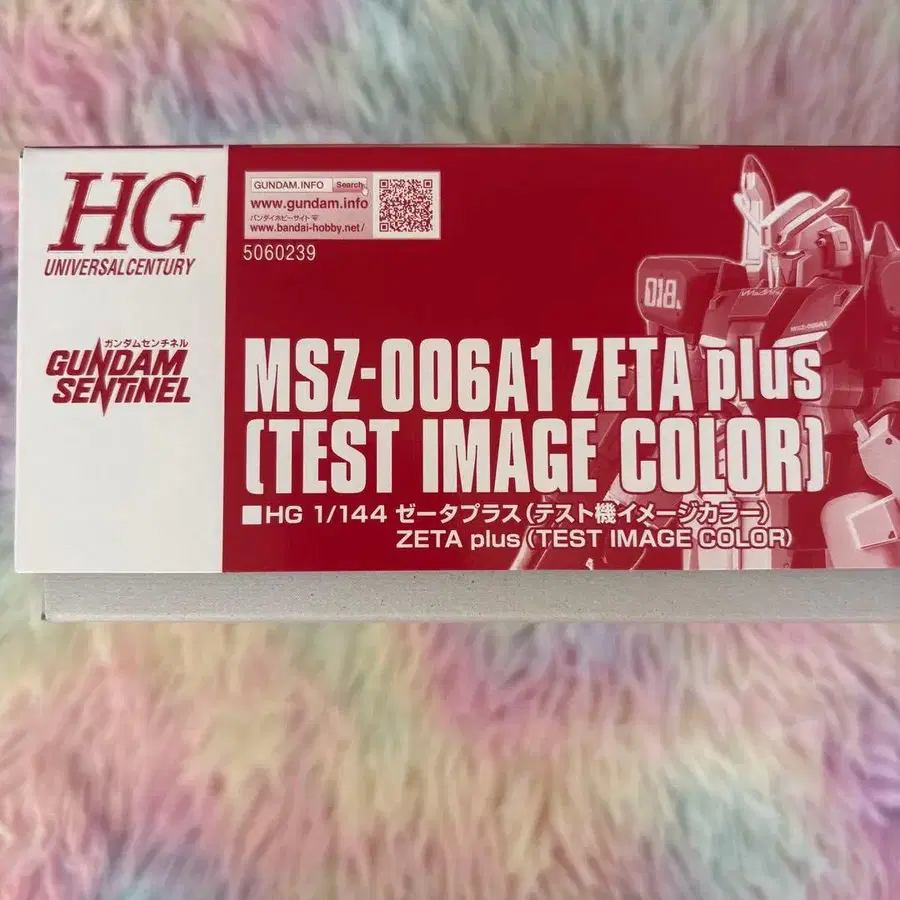 HG
UNIVERSAL CENTURY
ガンダムセンチネル
GUNDAM
SENTINEL
GUNDAM.INFO Search
www.gundam.info
バンダイホビーサイト
www.bandai-hobby.net/
5060239
018
MSZ-006A1
MSZ-006A1 ZETA plus
[TEST IMAGE COLOR]
■HG 1/144 ゼータプラス(テスト機イメージカラー)
ZETA plus (TEST IMAGE COLOR)